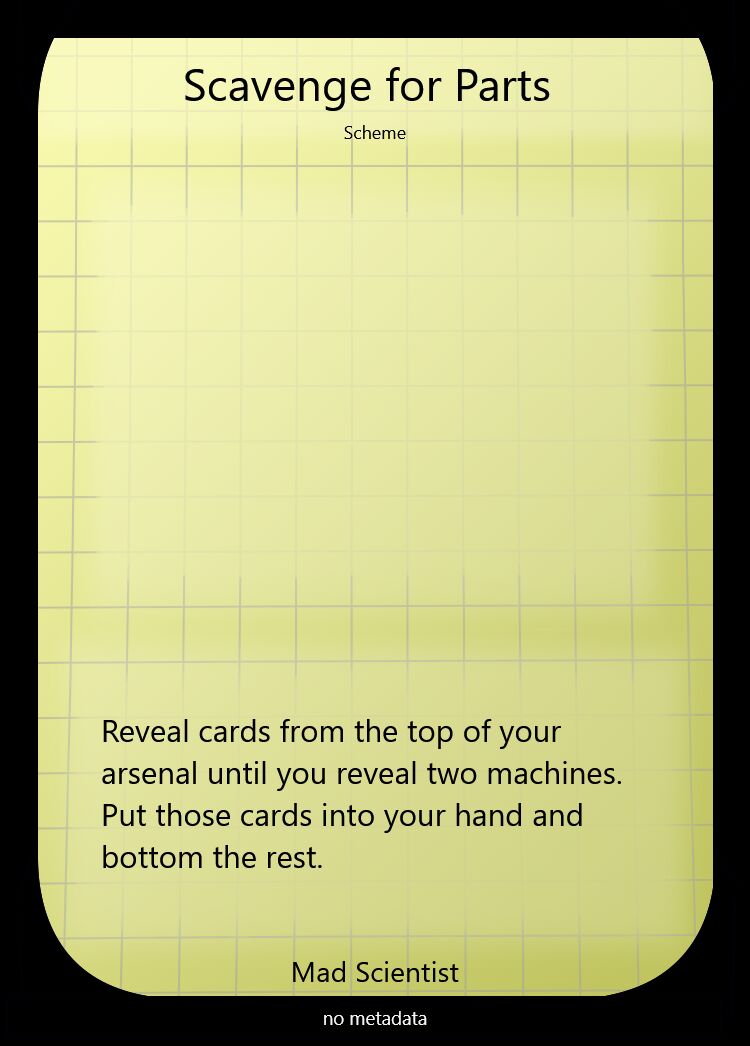 Scavenge for Parts
Scheme
Reveal cards from the top of your
arsenal until you reveal two machines.
Put those cards into your hand and
bottom the rest.
Mad Scientist
no metadata